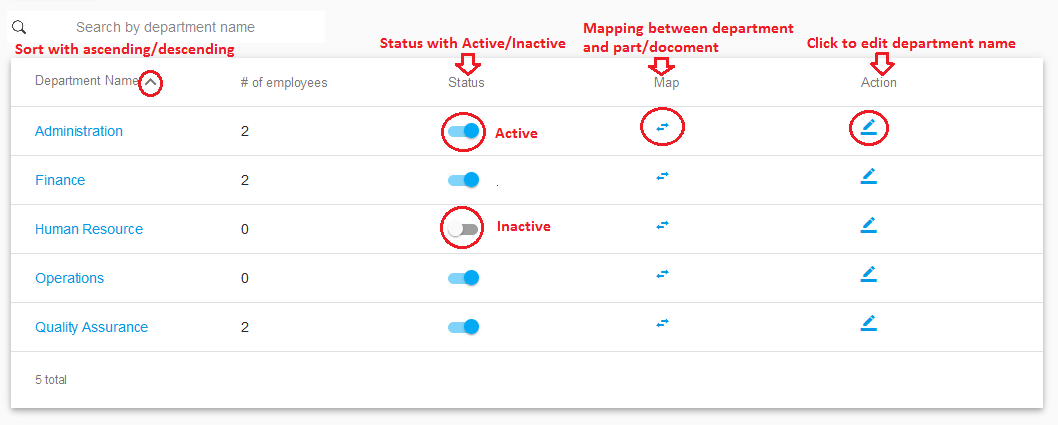 Search by department name
Sort with ascending/descending
Status with Active/Inactive
Mapping between department
and part/docoment
Click to edit department name
Department Name # of employees Status Map Action
Administration 2 Active
Finance 2 .
Human Resource 0 Inactive
Operations 0
Quality Assurance 2
5 total